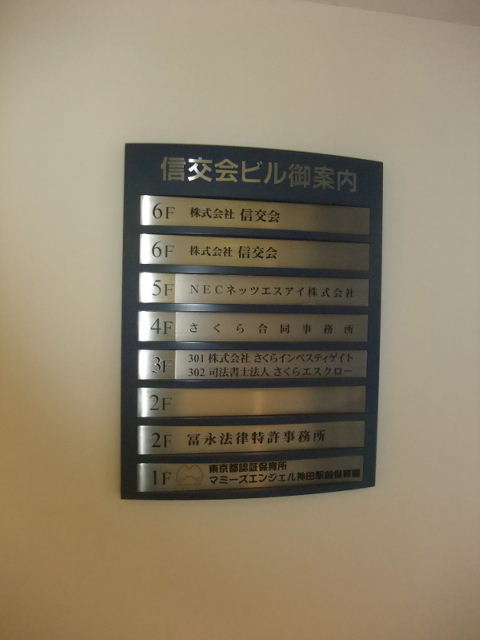 信交会ビル御案内
6F 株式会社 信交会
6F 株式会社 信交会
5F NECネッツエスアイ株式会社
4F さくら合同事務所
3F 301 株式会社 さくらインベスティゲイト
302 司法書士法人 さくらエスクロー
2F
2F 冨永法律特許事務所
1F 東京都認証保育所
マミーズエンジェル神田駅前保育園